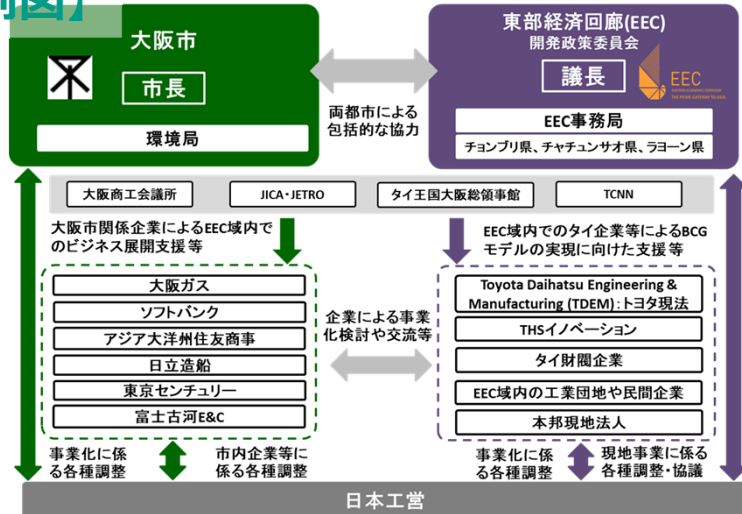 制図】
大阪市
市長
環境局
東部経済回廊(EEC)
開発政策委員会
議長
EEC
EEC事務局
チョンブリ県、チャチュンサオ県、ラヨーン県
両都市による
包括的な協力
大阪商工会議所
JICA・JETRO
タイ王国大阪総領事館
TCNN
大阪市関係企業によるEEC域内で
のビジネス展開支援等
EEC域内でのタイ企業等によるBCG
モデルの実現に向けた支援等
大阪ガス
ソフトバンク
アジア大洋州住友商事
日立造船
東京センチュリー
富士古河E&C
企業による事業
化検討や交流等
Toyota Daihatsu Engineering &
Manufacturing (TDEM):トヨタ現法
THSイノベーション
タイ財閥企業
EEC域内の工業団地や民間企業
本邦現地法人
事業化に係
る各種調整
市内企業等に
係る各種調整
事業化に係
る各種調整
現地事業に係る
各種調整・協議
日本工営